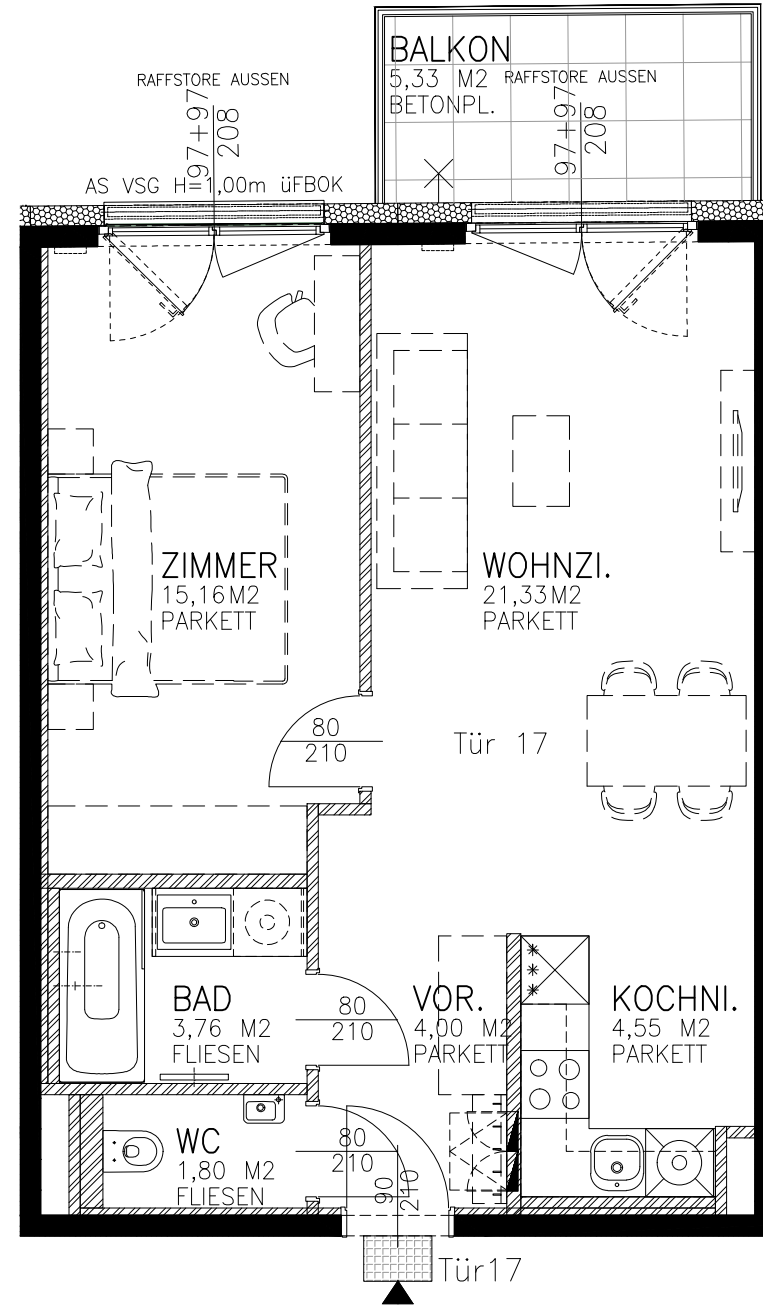 BALKON
5,33 M2
BETONPL.
RAFFSTORE AUSSEN
RAFFSTORE AUSSEN
97+97
208
97+97
208
AS VSG H=1,00m üFBOK
ZIMMER
15,16M2
PARKETT
WOHNZI.
21,33M2
PARKETT
80
210
Tür 17
BAD
3,76 M2
FLIESEN
80
210
VOR.
4,00 M2
PARKETT
KOCHNI.
4,55 M2
PARKETT
WC
1,80 M2
FLIESEN
80
210
90
210
Tür17